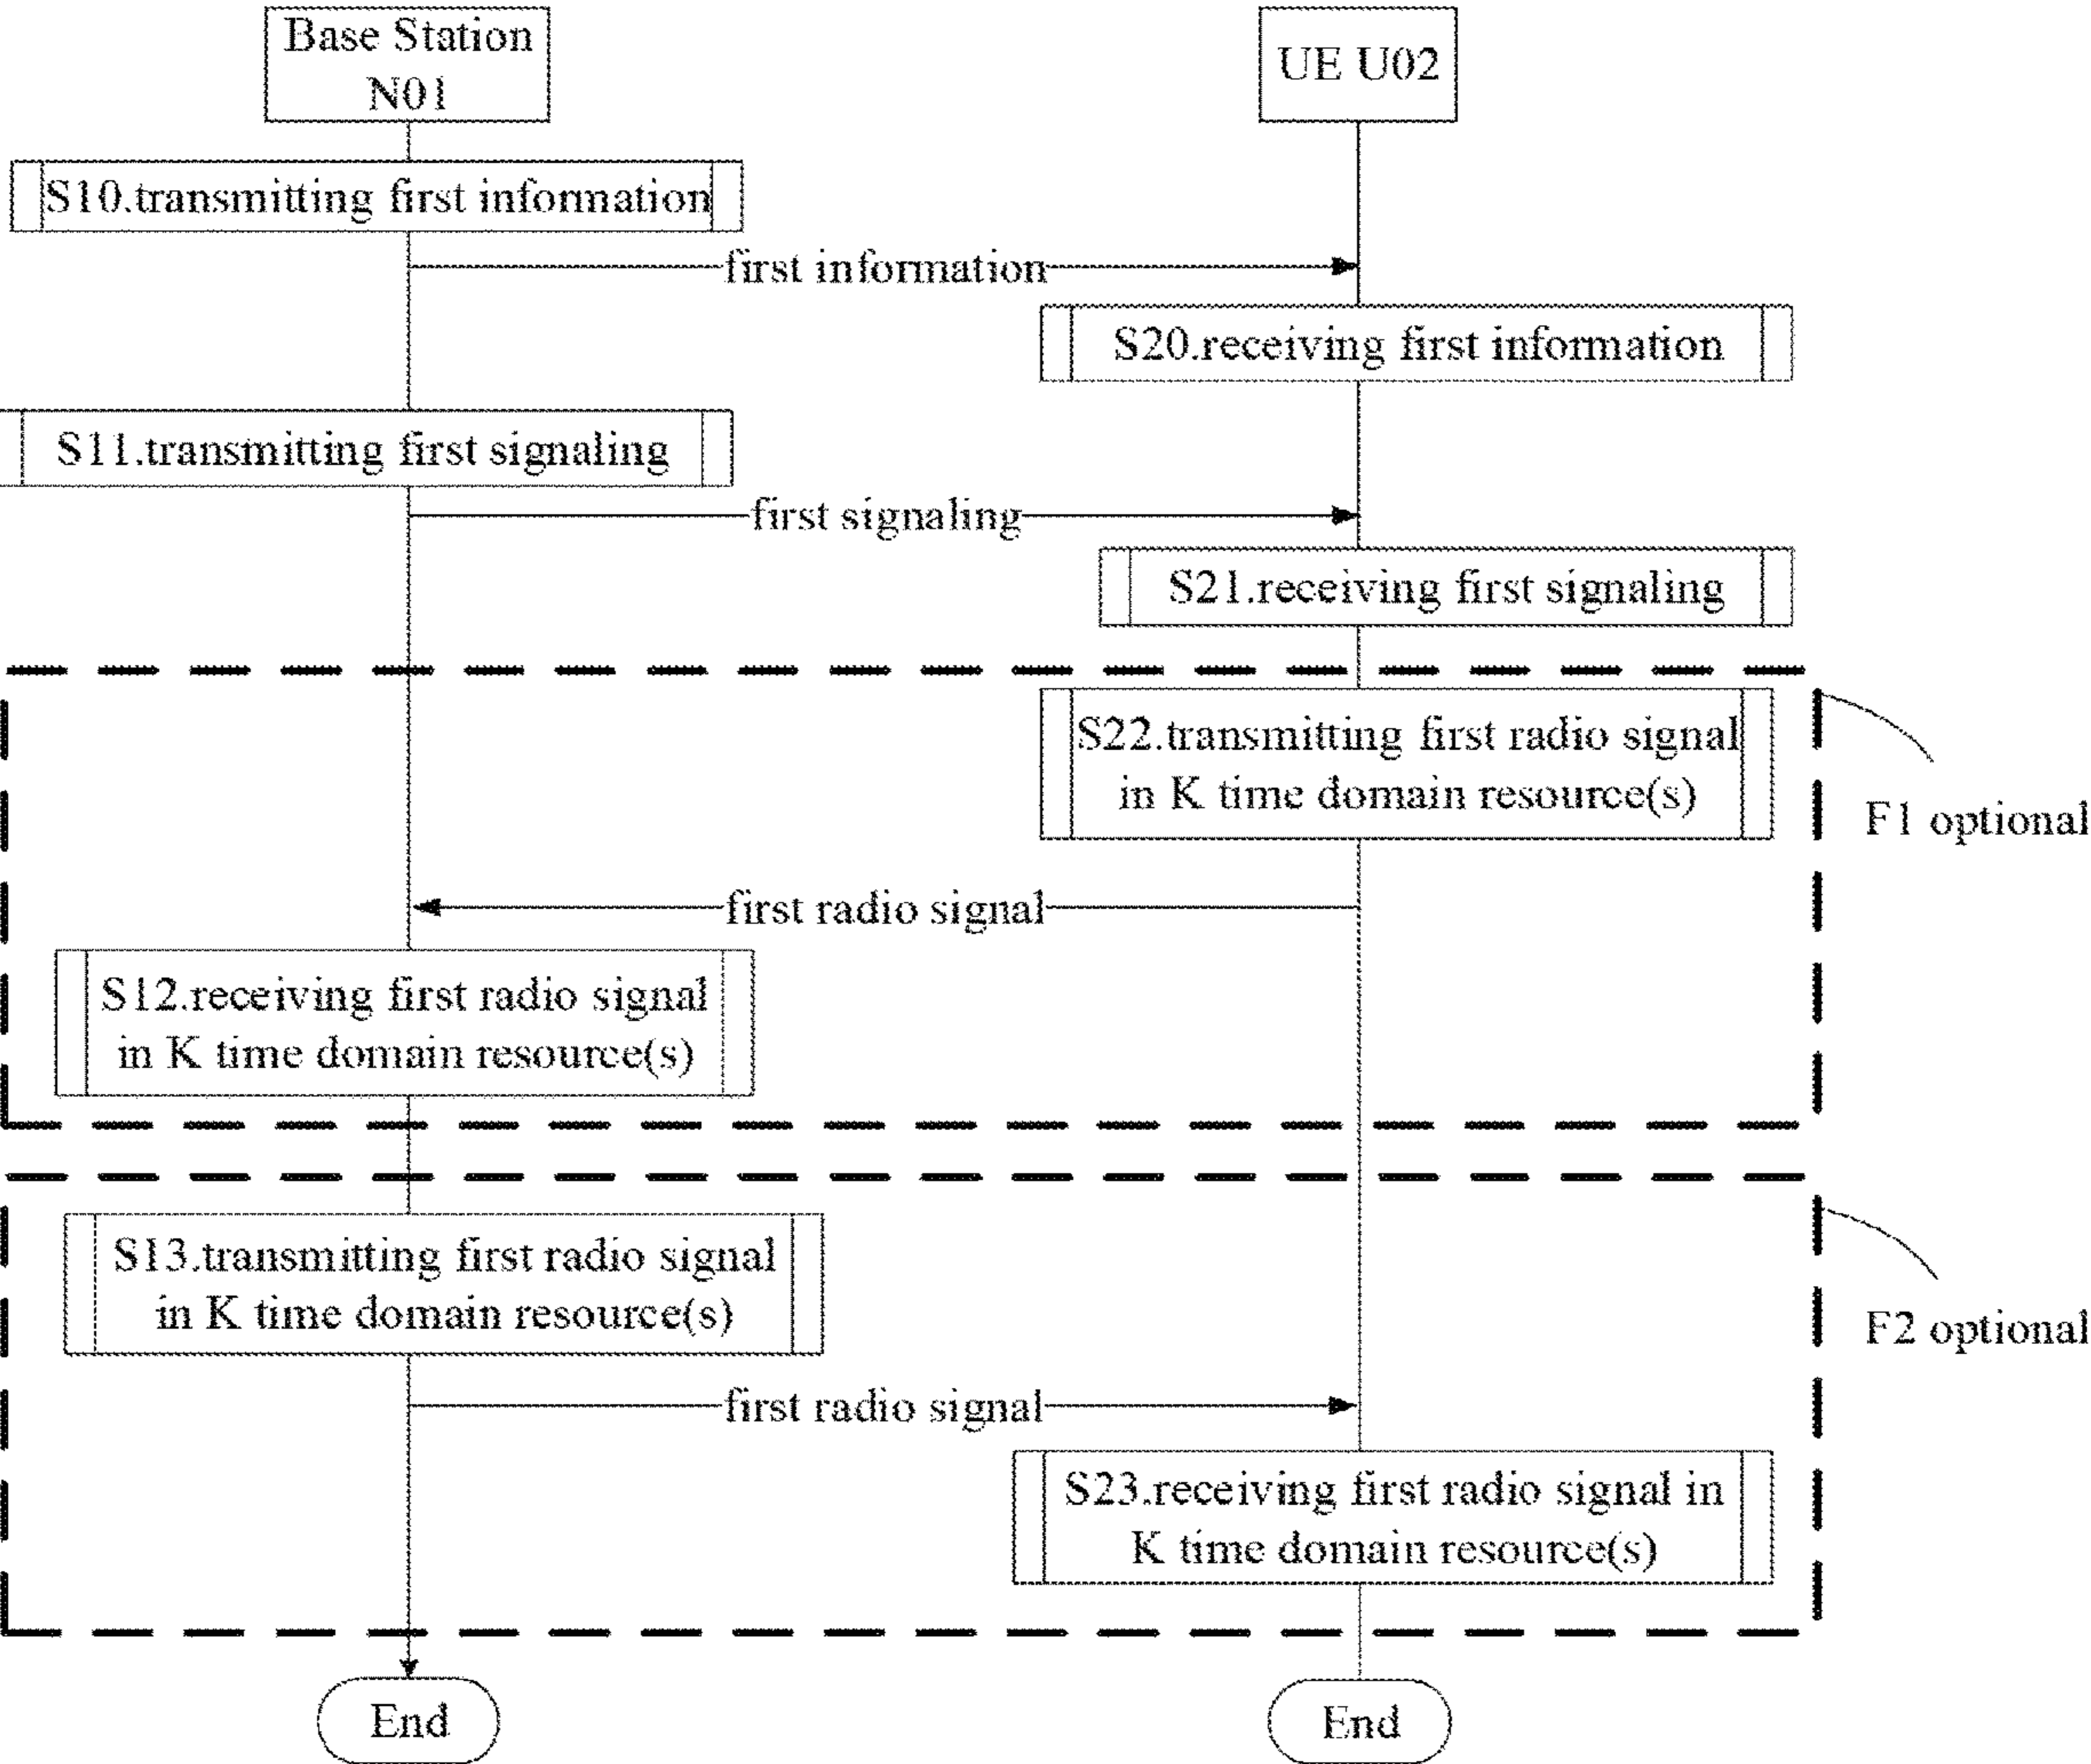 Base Station
N01
UE U02
S10.transmitting first information
first information
S20.receiving first information
S11.transmitting first signaling
first signaling
S21.receiving first signaling
S22.transmitting first radio signal
in K time domain resource(s)
F1 optional
first radio signal
S12.receiving first radio signal
in K time domain resource(s)
S13.transmitting first radio signal
in K time domain resource(s)
F2 optional
first radio signal
S23.receiving first radio signal in
K time domain resource(s)
End
End